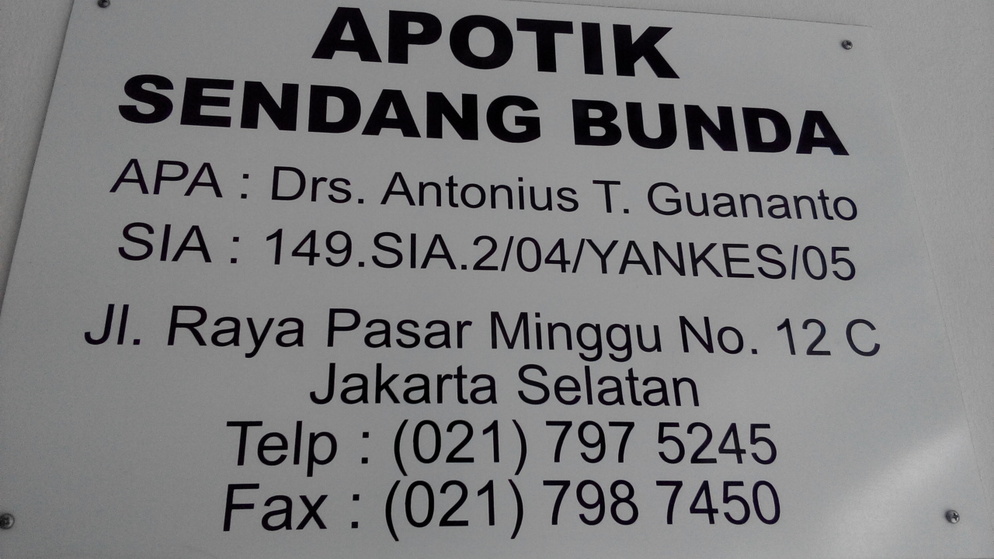 APOTIK
SENDANG BUNDA
APA : Drs. Antonius T. Guananto
SIA : 149.SIA.2/04/YANKES/05
Jl. Raya Pasar Minggu No. 12 C
Jakarta Selatan
Telp : (021) 797 5245
Fax : (021) 798 7450